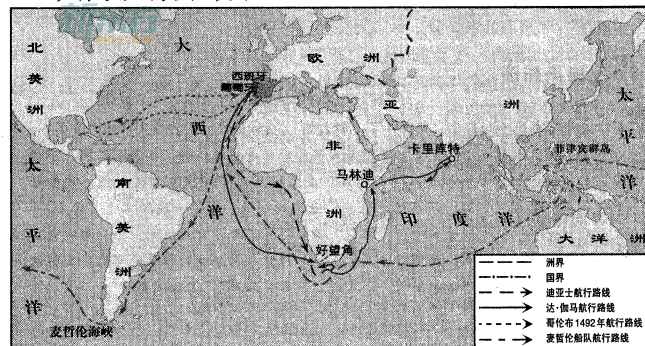 北美洲
大西洋
欧洲
亚洲
太平洋
西班牙
葡萄牙
非洲
卡里库特
菲律宾群岛
马林迪
太平洋
南美洲
印度洋
大洋洲
好望角
麦哲伦海峡
洲界
国界
迪亚士航行路线
达·伽马航行路线
哥伦布1492年航行路线
麦哲伦船队航行路线